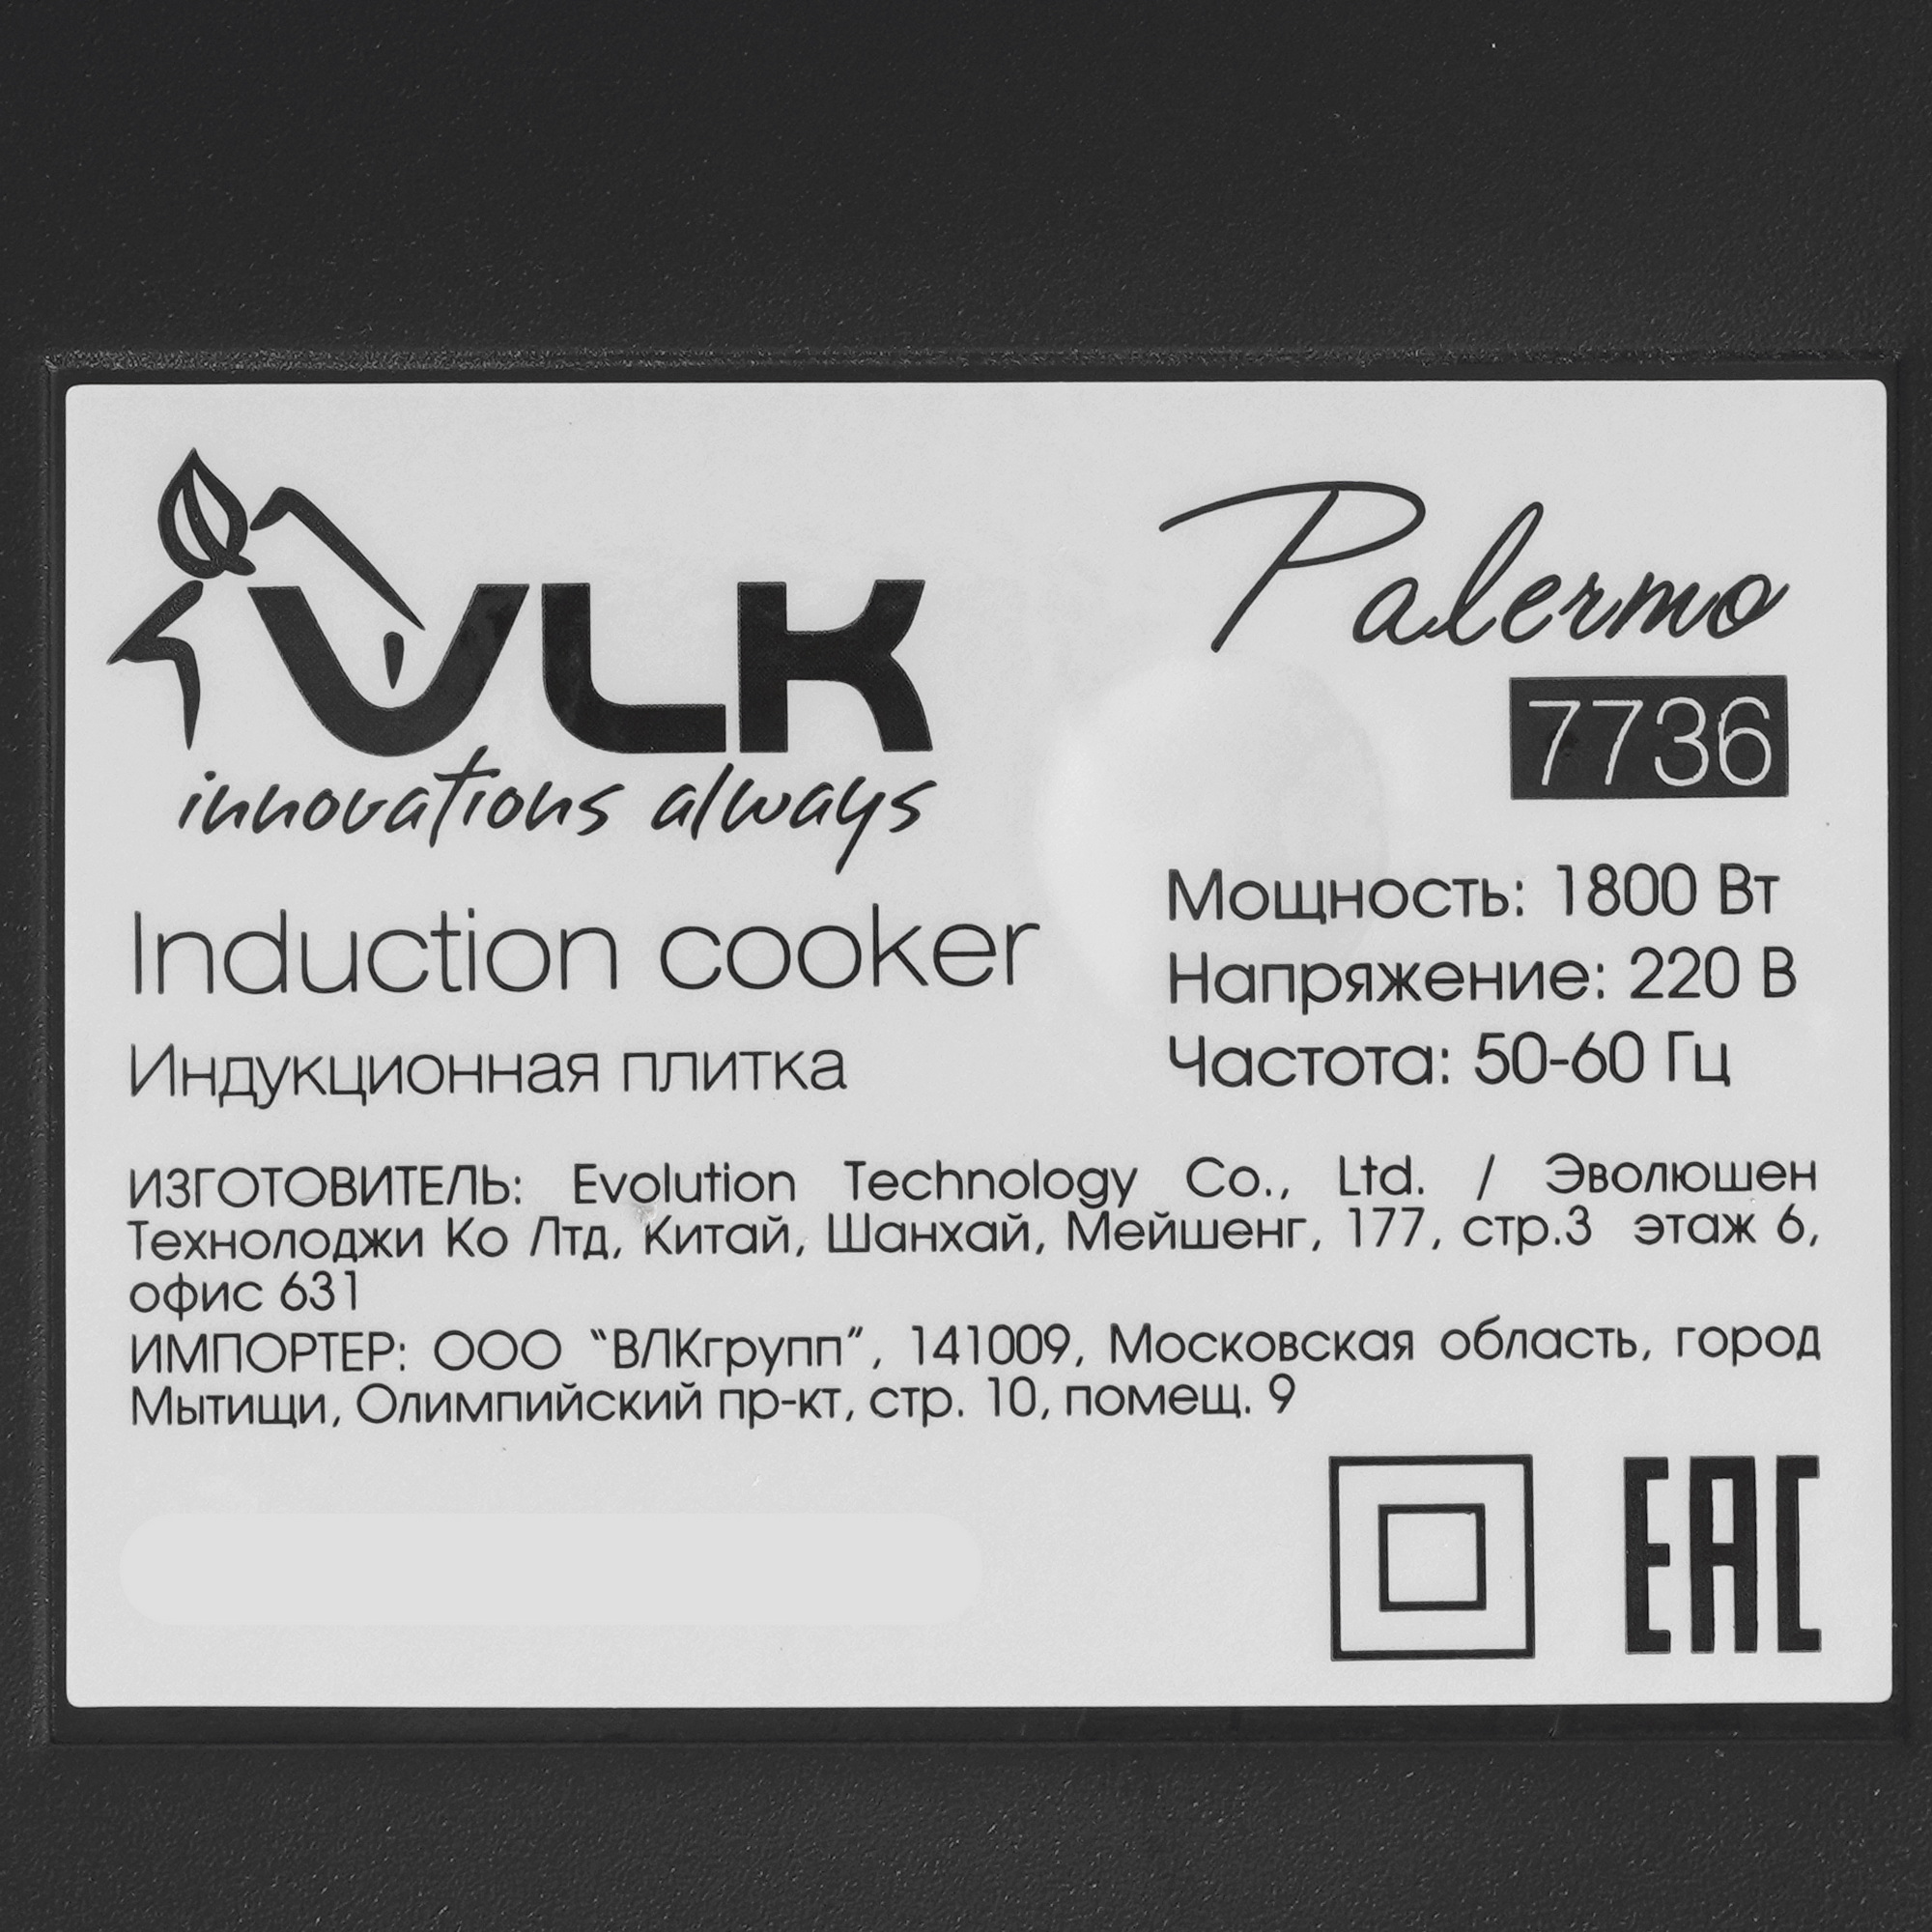 VLK
innovations always
Palermo
7736
Induction cooker
Индукционная плитка
Мощность: 1800 Вт
Напряжение: 220 В
Частота: 50-60 Гц
ИЗГОТОВИТЕЛЬ: Evolution Technology Co., Ltd. / Эволюшен
Технолоджи Ко Лтд, Китай, Шанхай, Мейшенг, 177, стр.3 этаж 6,
офис 631
ИМПОРТЕР: ООО “ВЛКгрупп”, 141009, Московская область, город
Мытищи, Олимпийский пр-кт, стр. 10, помещ. 9
EAC